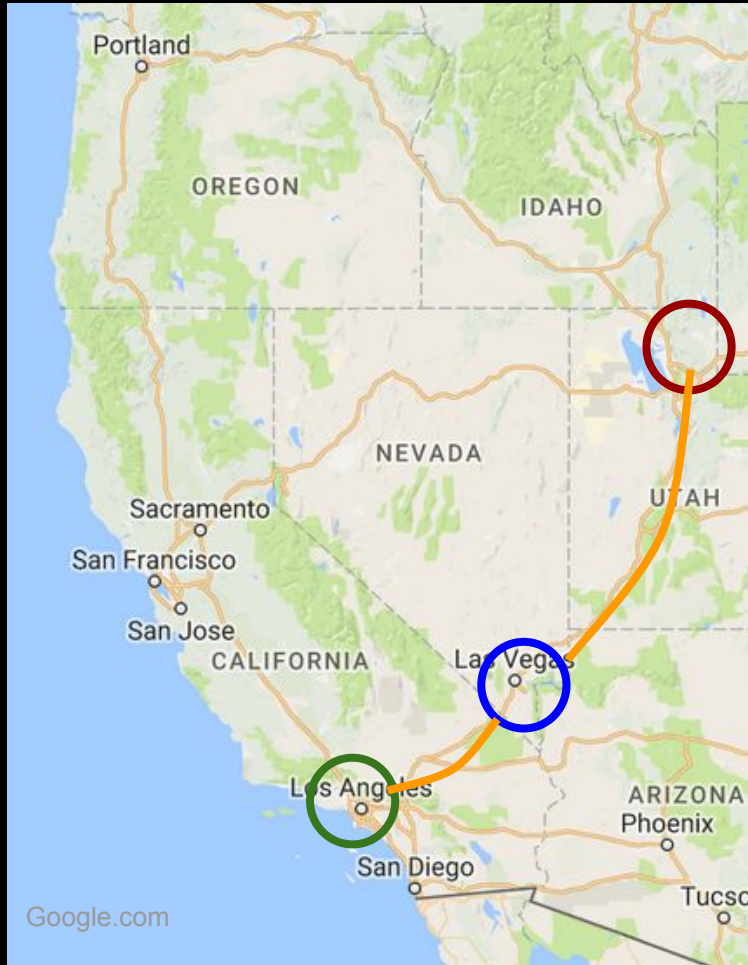 Portland
OREGON
IDAHO
NEVADA
UTAH
Sacramento
San Francisco
San Jose
CALIFORNIA
Las Vegas
Los Angeles
ARIZONA
Phoenix
San Diego
Tucso
Google.com